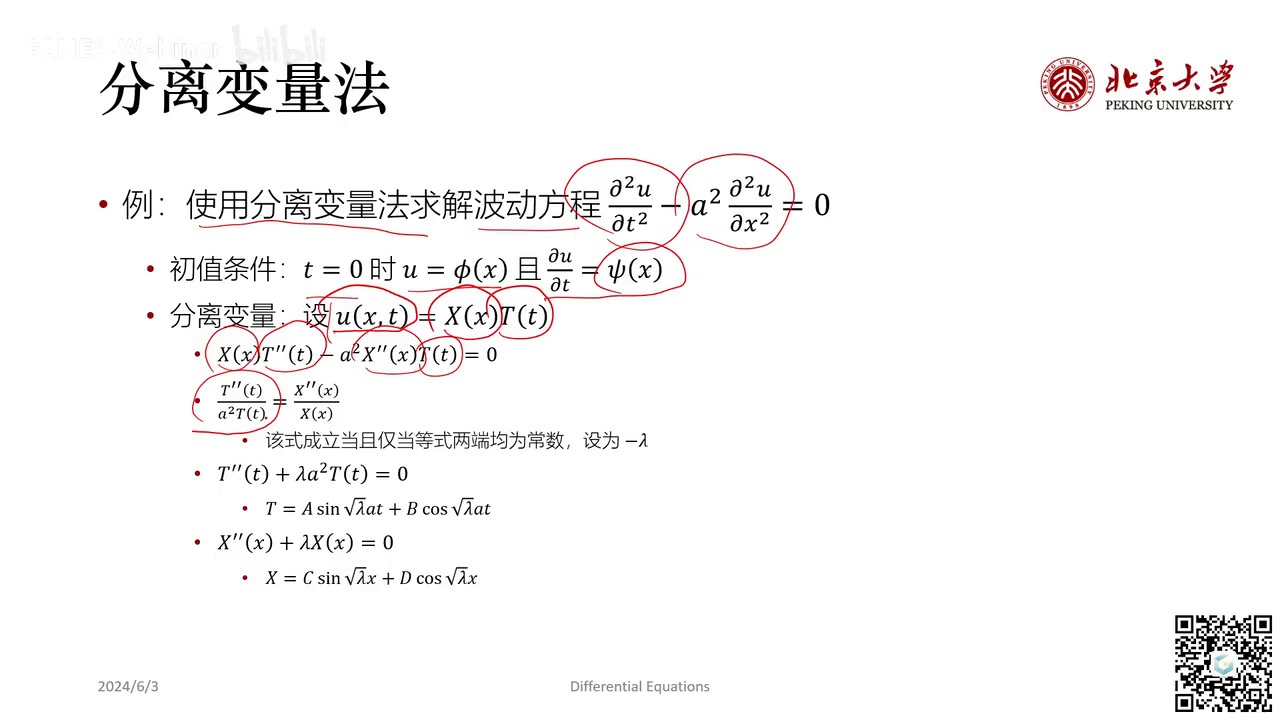 bilibili
分离变量法
北京大学
PEKING UNIVERSITY
• 例：使用分离变量法求解波动方程 ∂²u/∂t² − a² ∂²u/∂x² = 0
• 初值条件：t = 0 时 u = ϕ(x) 且 ∂u/∂t = ψ(x)
• 分离变量：设 u(x, t) = X(x)T(t)
• X(x)T′′(t) − a²X′′(x)T(t) = 0
• T′′(t)/a²T(t) = X′′(x)/X(x)
• 该式成立当且仅当等式两端均为常数，设为 −λ
• T′′(t) + λa²T(t) = 0
• T = A sin √λat + B cos √λat
• X′′(x) + λX(x) = 0
• X = C sin √λx + D cos √λx
2024/6/3
Differential Equations